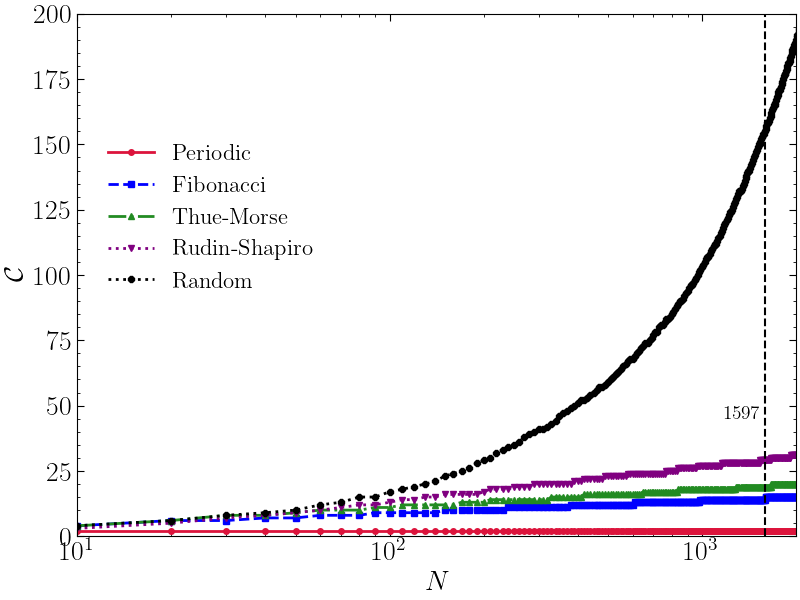 200
175
150
125
100
75
50
25
0
𝒞
Periodic
Fibonacci
Thue-Morse
Rudin-Shapiro
Random
1597
10¹
10²
10³
N